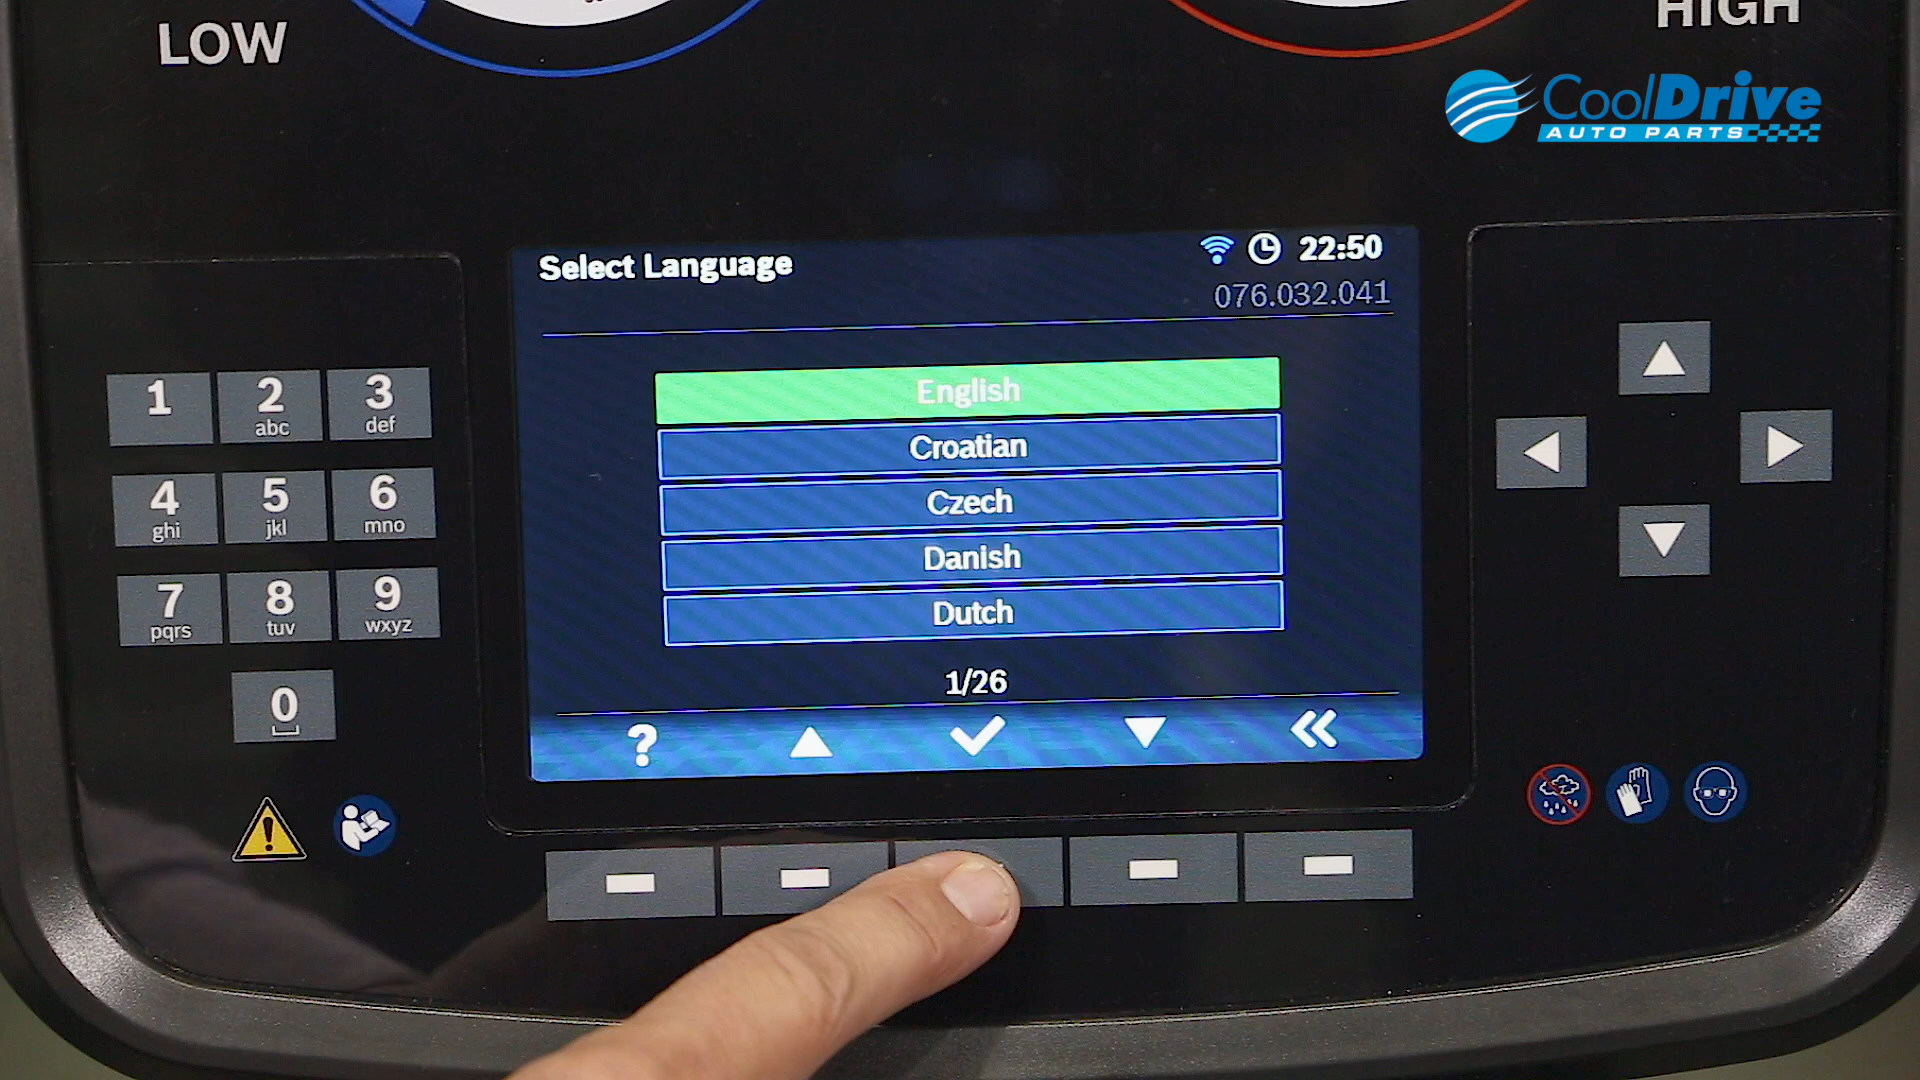 LOW
HIGH
CoolDrive
AUTO PARTS
Select Language
22:50
076.032.041
English
Croatian
Czech
Danish
Dutch
1/26
?
1
2
abc
3
def
4
ghi
5
jkl
6
mno
7
pqrs
8
tuv
9
wxyz
0